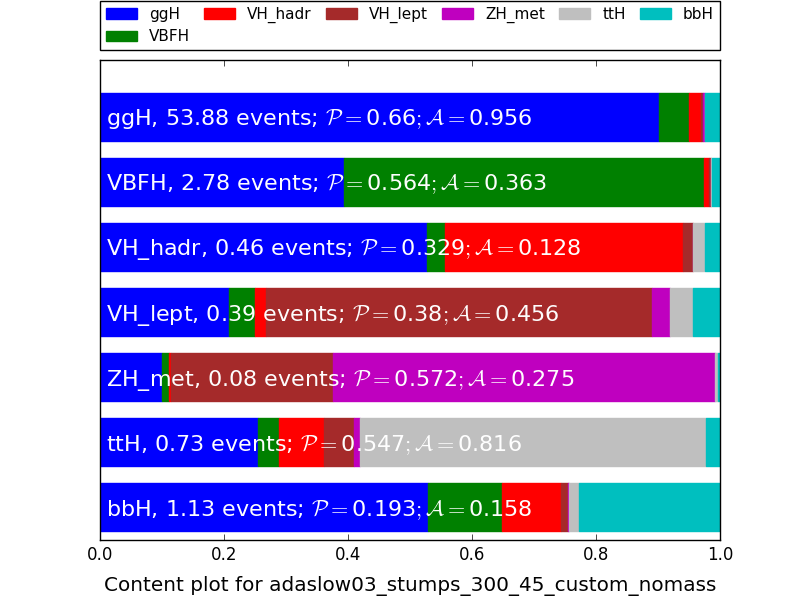 ggH VH_hadr VH_lept ZH_met ttH bbH
VBFH
ggH, 53.88 events; 𝒫 = 0.66; 𝒜 = 0.956
VBFH, 2.78 events; 𝒫 = 0.564; 𝒜 = 0.363
VH_hadr, 0.46 events; 𝒫 = 0.329; 𝒜 = 0.128
VH_lept, 0.39 events; 𝒫 = 0.38; 𝒜 = 0.456
ZH_met, 0.08 events; 𝒫 = 0.572; 𝒜 = 0.275
ttH, 0.73 events; 𝒫 = 0.547; 𝒜 = 0.816
bbH, 1.13 events; 𝒫 = 0.193; 𝒜 = 0.158
0.0 0.2 0.4 0.6 0.8 1.0
Content plot for adaslow03_stumps_300_45_custom_nomass